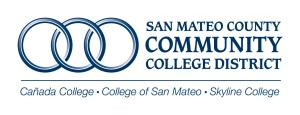 SAN MATEO COUNTY
COMMUNITY
COLLEGE DISTRICT
Cañada College • College of San Mateo • Skyline College